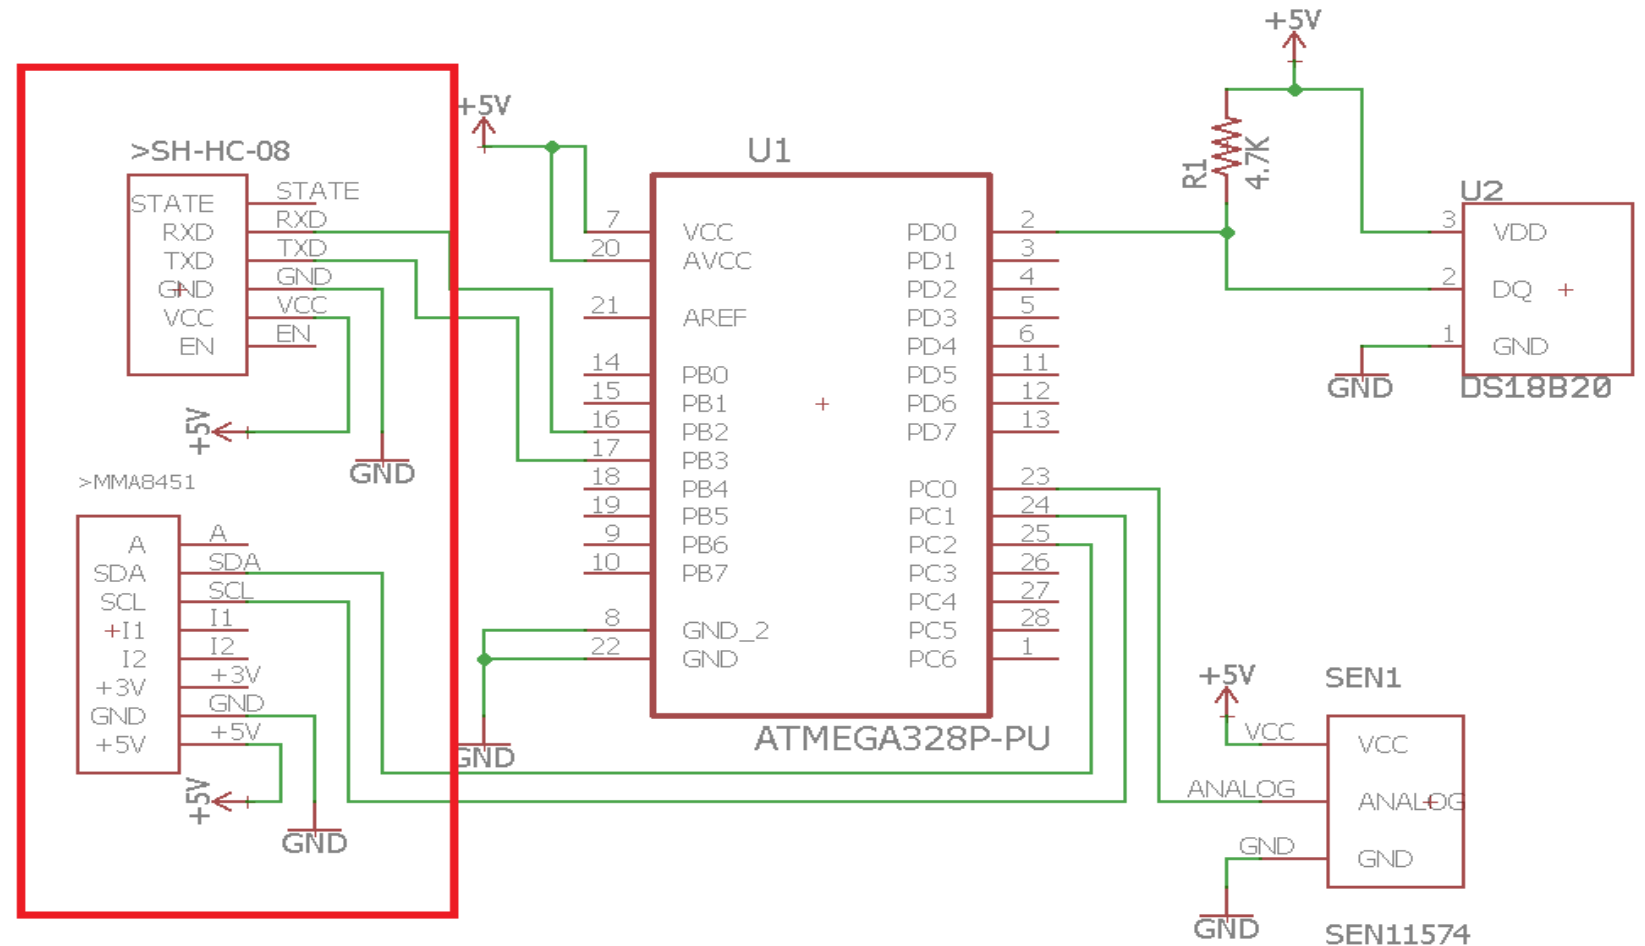 >SH-HC-08
STATE STATE
RXD RXD
TXD TXD
GND GND
VCC VCC
EN EN
+5V
GND
>MMA8451
A A
SDA SDA
SCL SCL
I1 I1
I2 I2
+3V +3V
GND GND
+5V +5V
+5V
GND
+5V
U1
7 VCC PD0 2
20 AVCC PD1 3
PD2 4
21 AREF PD3 5
PD4 6
14 PB0 PD5 11
15 PB1 PD6 12
16 PB2 PD7 13
17 PB3
18 PB4 PC0 23
19 PB5 PC1 24
9 PB6 PC2 25
10 PB7 PC3 26
PC4 27
8 GND_2 PC5 28
22 GND PC6 1
GND
ATMEGA328P-PU
+5V
R1
4.7K
U2
3 VDD
2 DQ
1 GND
GND
DS18B20
+5V
SEN1
VCC VCC
ANALOG ANALOG
GND GND
GND
SEN11574